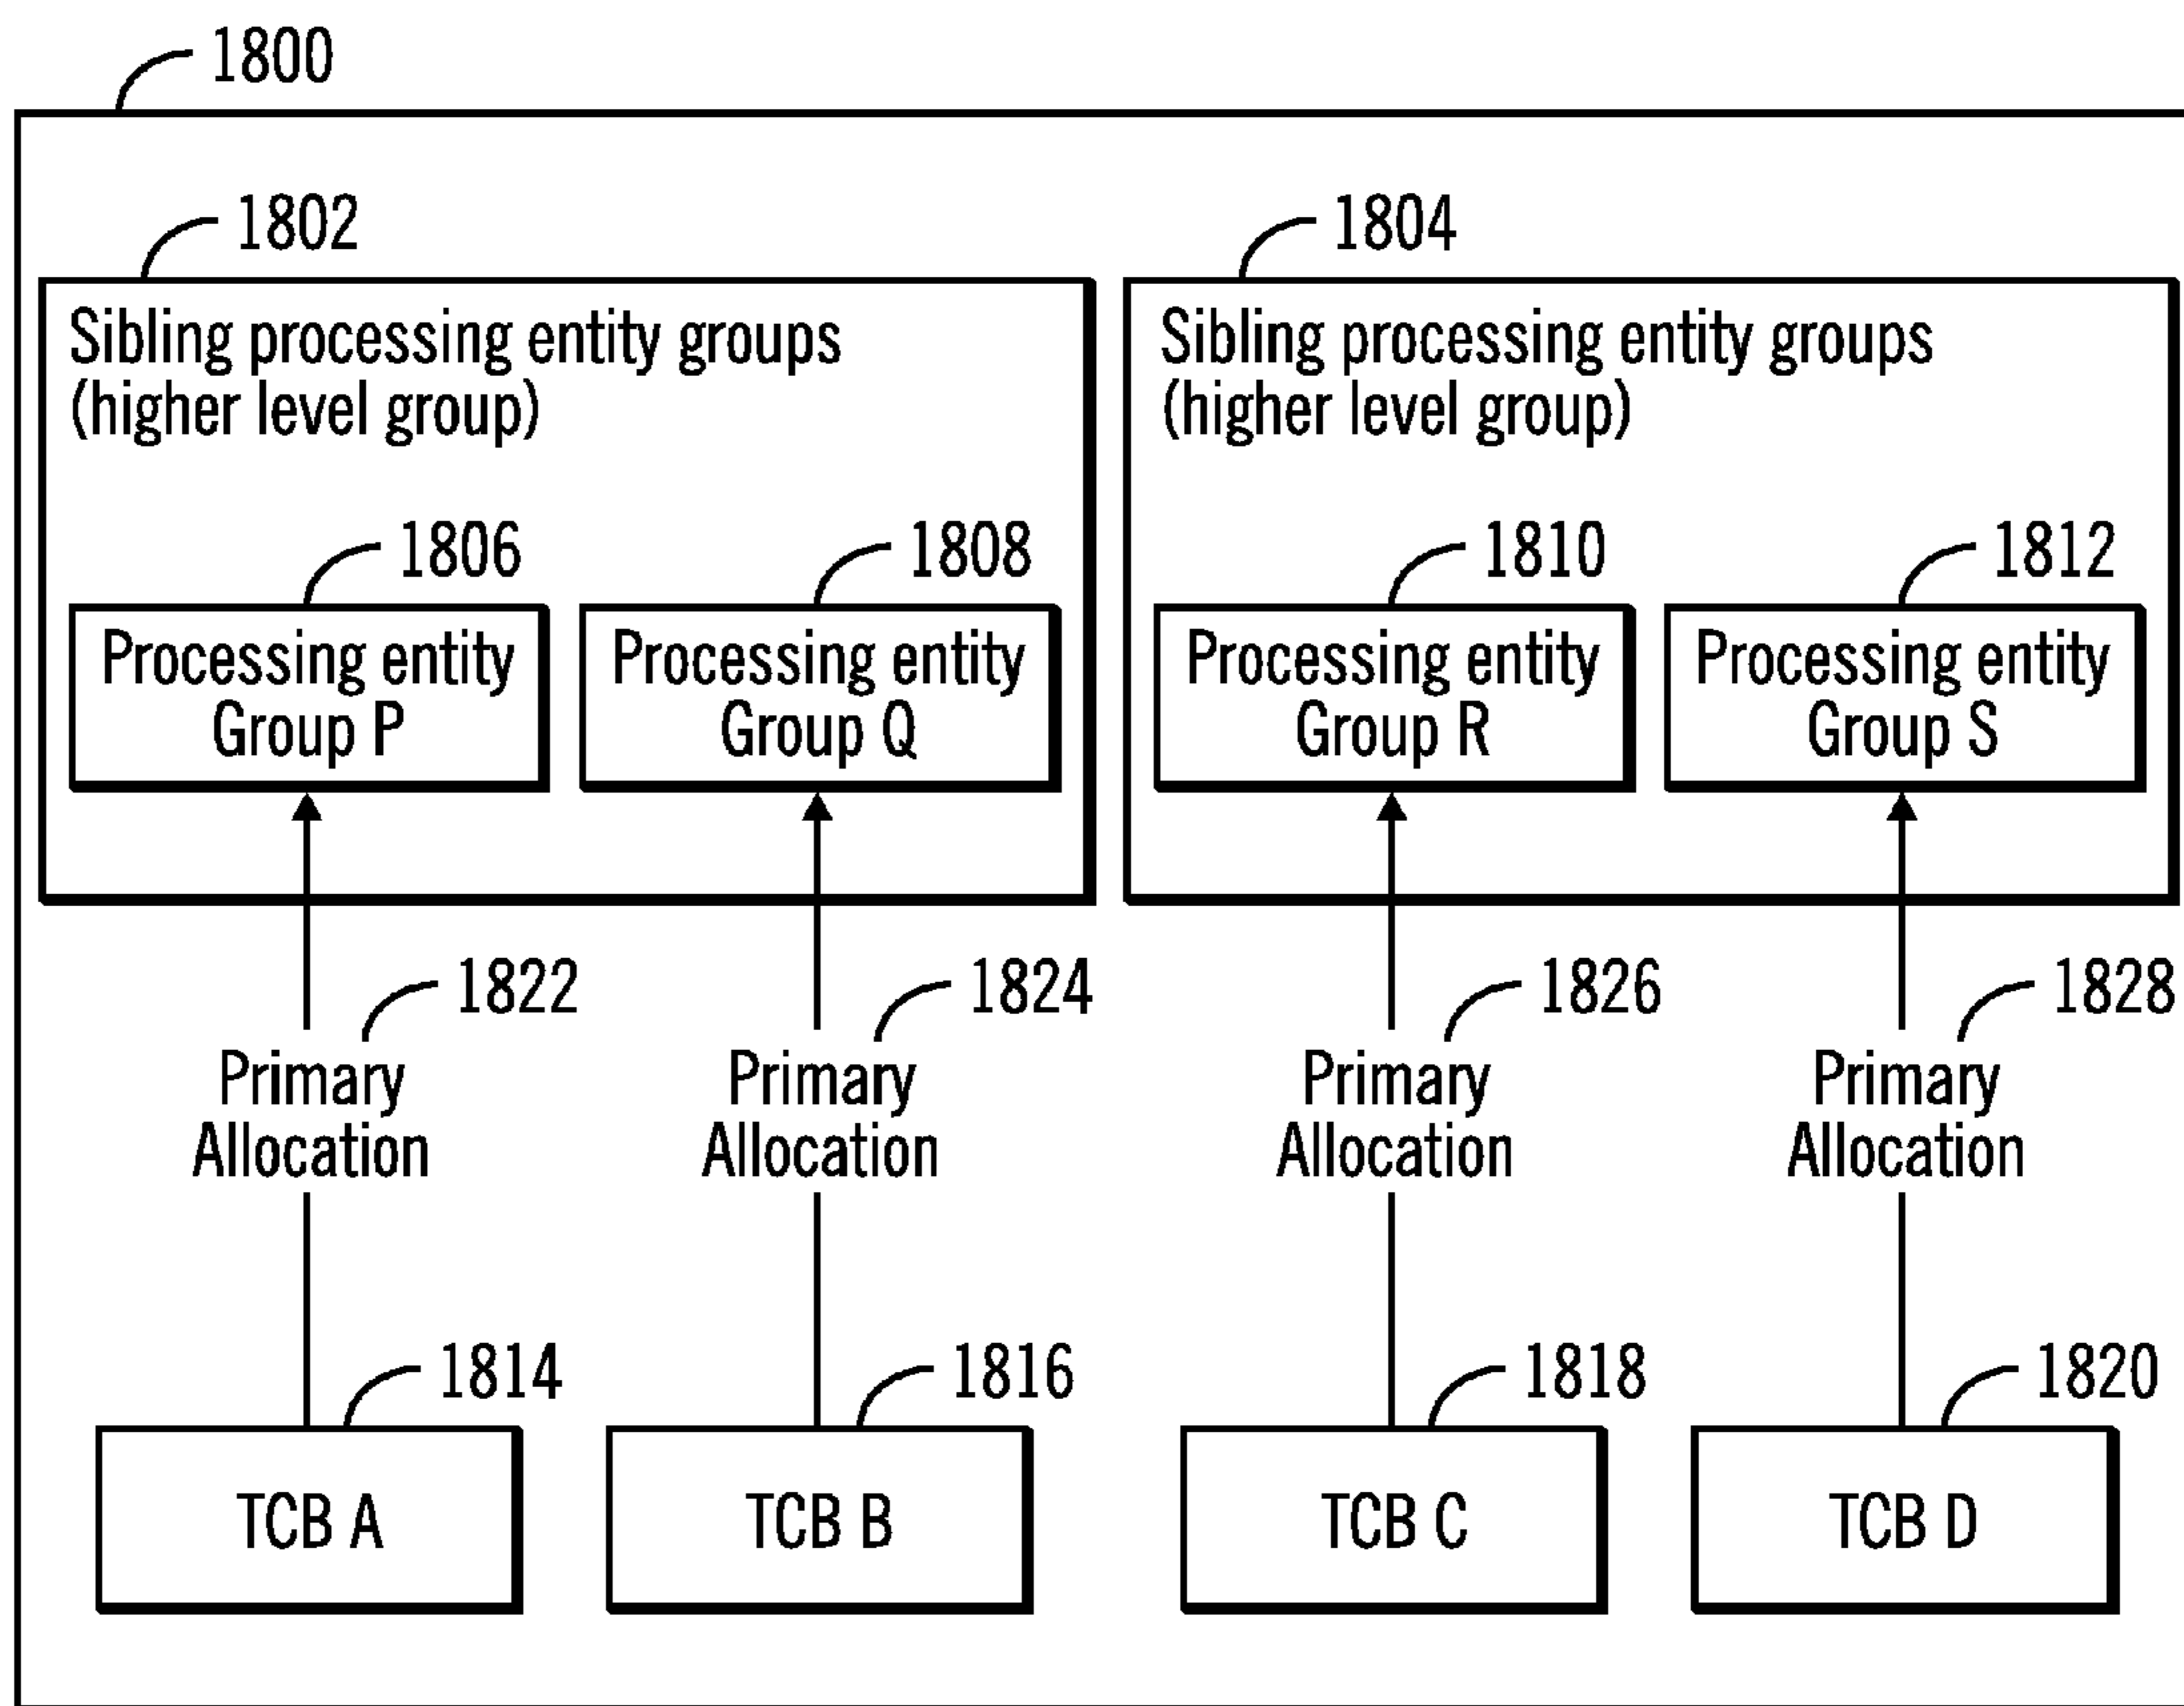 1800
1802
1804
Sibling processing entity groups
(higher level group)
Sibling processing entity groups
(higher level group)
1806
1808
1810
1812
Processing entity
Group P
Processing entity
Group Q
Processing entity
Group R
Processing entity
Group S
1822
1824
1826
1828
Primary
Allocation
Primary
Allocation
Primary
Allocation
Primary
Allocation
1814
1816
1818
1820
TCB A
TCB B
TCB C
TCB D